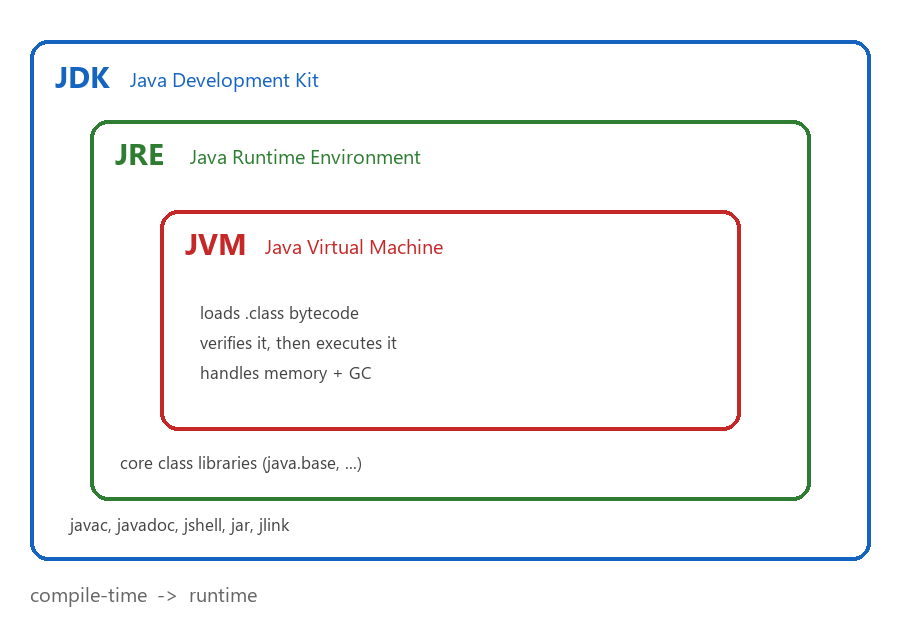 JDK Java Development Kit
JRE Java Runtime Environment
JVM Java Virtual Machine
loads .class bytecode
verifies it, then executes it
handles memory + GC
core class libraries (java.base, ...)
javac, javadoc, jshell, jar, jlink
compile-time -> runtime